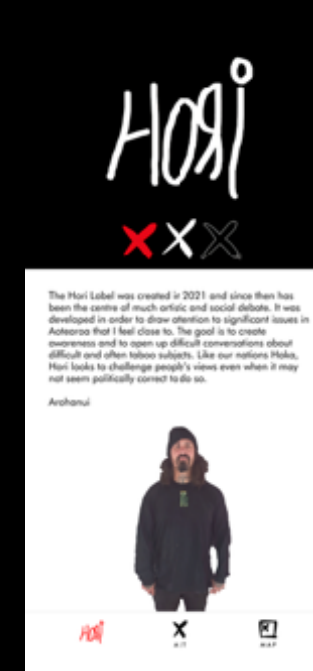 HORi
XXX
The Hori Label was created in 2021 and since then has
been the centre of much artistic and social debate. It was
developed in order to draw attention to significant issues in
Aotearoa that I feel close to. The goal is to create
awareness and to open up difficult conversations about
difficult and often taboo subjects. Like our nations Haka,
Hori looks to challenge people's views even when it may
not seem politically correct to do so.
Arohanui
HORi
MAP